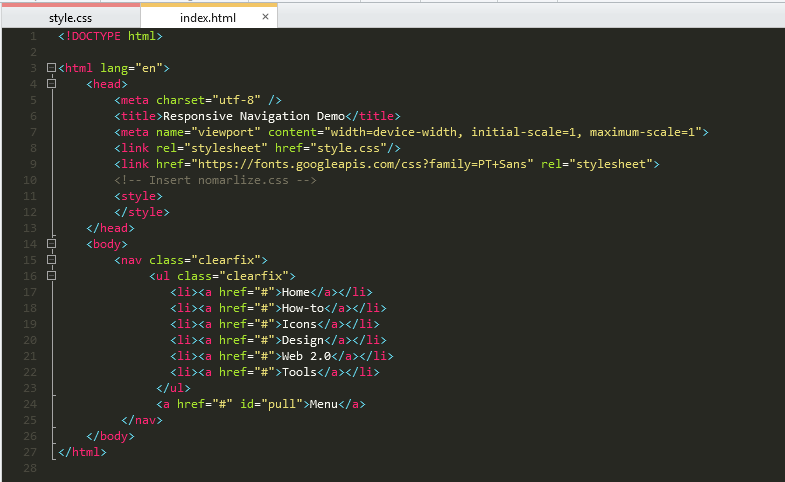 style.css index.html ×
1 <!DOCTYPE html>
2
3 <html lang="en">
4 <head>
5 <meta charset="utf-8" />
6 <title>Responsive Navigation Demo</title>
7 <meta name="viewport" content="width=device-width, initial-scale=1, maximum-scale=1">
8 <link rel="stylesheet" href="style.css"/>
9 <link href="https://fonts.googleapis.com/css?family=PT+Sans" rel="stylesheet">
10 <!-- Insert nomarlize.css -->
11 <style>
12 </style>
13 </head>
14 <body>
15 <nav class="clearfix">
16 <ul class="clearfix">
17 <li><a href="#">Home</a></li>
18 <li><a href="#">How-to</a></li>
19 <li><a href="#">Icons</a></li>
20 <li><a href="#">Design</a></li>
21 <li><a href="#">Web 2.0</a></li>
22 <li><a href="#">Tools</a></li>
23 </ul>
24 <a href="#" id="pull">Menu</a>
25 </nav>
26 </body>
27 </html>
28